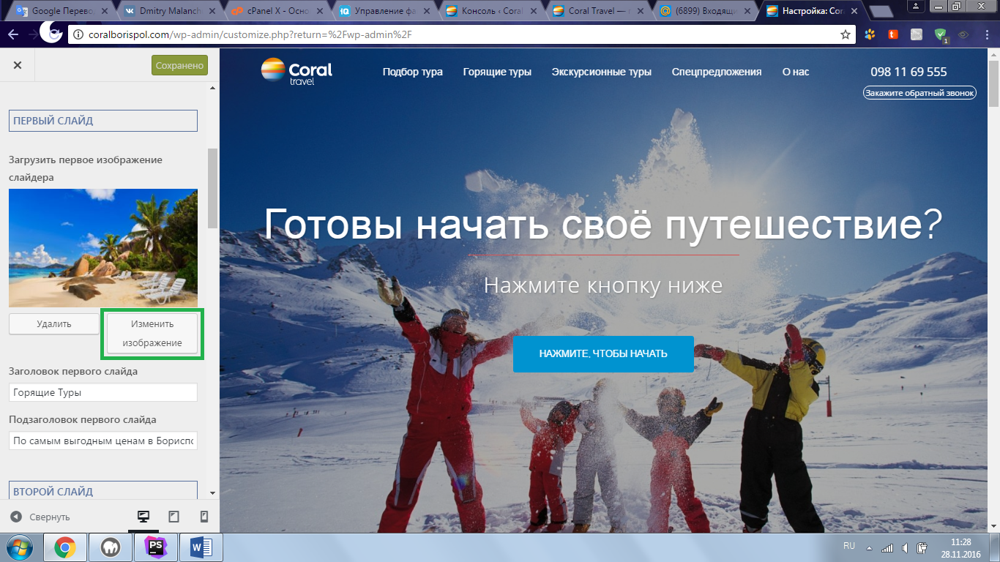 Google Перево
Dmitry Malanch
cPanel X - Осно
Управление фа
Консоль ‹ Coral
Coral Travel —
(6899) Входящи
Настройка: Cor
coralborispol.com/wp-admin/customize.php?return=%2Fwp-admin%2F
1
Сохранено
ПЕРВЫЙ СЛАЙД
Загрузить первое изображение
слайдера
Удалить
Изменить
изображение
Заголовок первого слайда
Горящие Туры
Подзаголовок первого слайда
По самым выгодным ценам в Бориспо
ВТОРОЙ СЛАЙД
Свернуть
Coral
travel
Подбор тура
Горящие туры
Экскурсионные туры
Спецпредложения
О нас
098 11 69 555
Закажите обратный звонок
Готовы начать своё путешествие?
Нажмите кнопку ниже
НАЖМИТЕ, ЧТОБЫ НАЧАТЬ
PS
W
RU
11:28
28.11.2016